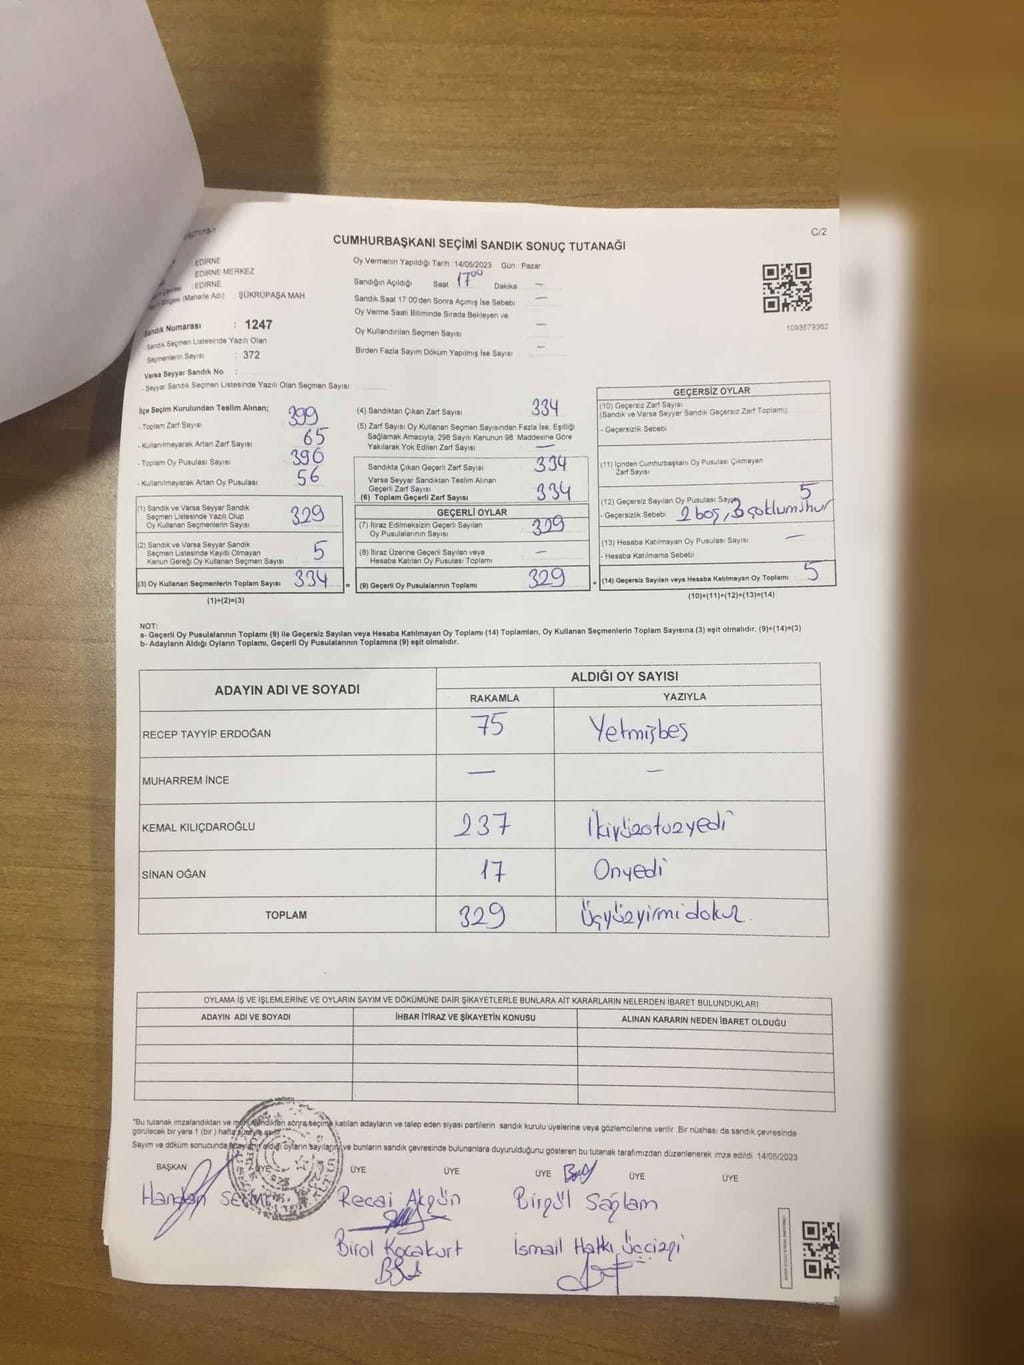 C/2
CUMHURBAŞKANI SEÇİMİ SANDIK SONUÇ TUTANAĞI
EDİRNE
EDİRNE MERKEZ
: EDİRNE
(Mahalle Adı) : ŞÜKRÜPAŞA MAH
Sandık Numarası : 1247
- Sandık Seçmen Listesinde Yazılı Olan
Seçmenlerin Sayısı : 372
Varsa Seyyar Sandık No :
- Seyyar Sandık Seçmen Listesinde Yazılı Olan Seçmen Sayısı
Oy Vermenin Yapıldığı Tarih : 14/05/2023 Gün : Pazar
Sandığın Açıldığı Saat 17 00 Dakika —
Sandık Saat 17:00'den Sonra Açılmış İse Sebebi —
Oy Verme Saati Bitiminde Sırada Bekleyen ve
Oy Kullandırılan Seçmen Sayısı —
Birden Fazla Sayım Döküm Yapılmış İse Sayısı —
1093579362
İlçe Seçim Kurulundan Teslim Alınan;
- Toplam Zarf Sayısı 399
- Kullanılmayarak Artan Zarf Sayısı 65
- Toplam Oy Pusulası Sayısı 390
- Kullanılmayarak Artan Oy Pusulası 56
(1) Sandık ve Varsa Seyyar Sandık
Seçmen Listesinde Yazılı Olup
Oy Kullanan Seçmenlerin Sayısı 329
(2) Sandık ve Varsa Seyyar Sandık
Seçmen Listesinde Kayıtlı Olmayan
Kanun Gereği Oy Kullanan Seçmen Sayısı 5
(3) Oy Kullanan Seçmenlerin Toplam Sayısı 334
(1)+(2)=(3)
(4) Sandıktan Çıkan Zarf Sayısı 334
(5) Zarf Sayısı Oy Kullanan Seçmen Sayısından Fazla İse, Eşitliği
Sağlamak Amacıyla, 298 Sayılı Kanunun 98. Maddesine Göre
Yakılarak Yok Edilen Zarf Sayısı —
Sandıkta Çıkan Geçerli Zarf Sayısı 334
Varsa Seyyar Sandıktan Teslim Alınan
Geçerli Zarf Sayısı
(6) Toplam Geçerli Zarf Sayısı 334
GEÇERLİ OYLAR
(7) İtiraz Edilmeksizin Geçerli Sayılan
Oy Pusulalarının Sayısı 329
(8) İtiraz Üzerine Geçerli Sayılan veya
Hesaba Katılan Oy Pusulası Toplamı —
= (9) Geçerli Oy Pusulalarının Toplamı 329
GEÇERSİZ OYLAR
(10) Geçersiz Zarf Sayısı
(Sandık ve Varsa Seyyar Sandık Geçersiz Zarf Toplamı)
- Geçersizlik Sebebi
(11) İçinden Cumhurbaşkanı Oy Pusulası Çıkmayan
Zarf Sayısı
(12) Geçersiz Sayılan Oy Pusulası Sayısı 5
- Geçersizlik Sebebi 2 boş, 3 çoklumühür
(13) Hesaba Katılmayan Oy Pusulası Sayısı —
- Hesaba Katılmama Sebebi
+ (14) Geçersiz Sayılan veya Hesaba Katılmayan Oy Toplamı 5
(10)+(11)+(12)+(13)=(14)
NOT:
a- Geçerli Oy Pusulalarının Toplamı (9) ile Geçersiz Sayılan veya Hesaba Katılmayan Oy Toplamı (14) Toplamları, Oy Kullanan Seçmenlerin Toplam Sayısına (3) eşit olmalıdır. (9)+(14)=(3)
b- Adayların Aldığı Oyların Toplamı, Geçerli Oy Pusulalarının Toplamına (9) eşit olmalıdır.
ADAYIN ADI VE SOYADI ALDIĞI OY SAYISI
RAKAMLA YAZIYLA
RECEP TAYYİP ERDOĞAN 75 Yetmişbeş
MUHARREM İNCE — —
KEMAL KILIÇDAROĞLU 237 İkiyüzotuzyedi
SİNAN OĞAN 17 Onyedi
TOPLAM 329 Üçyüzyirmidokuz
OYLAMA İŞ VE İŞLEMLERİNE VE OYLARIN SAYIM VE DÖKÜMÜNE DAİR ŞİKAYETLERLE BUNLARA AİT KARARLARIN NELERDEN İBARET BULUNDUKLARI
ADAYIN ADI VE SOYADI İHBAR İTİRAZ VE ŞİKAYETİN KONUSU ALINAN KARARIN NEDEN İBARET OLDUĞU
"Bu tutanak imzalandıktan ve sonra seçime katılan adayların ve talep eden siyasi partilerin sandık kurulu üyelerine veya gözlemcilerine verilir. Bir nüshası da sandık çevresinde
görülecek bir yere 1 (bir) hafta
Sayım ve döküm sonucunda aldığı oyların sayıları ve bunların sandık çevresinde bulunanlara duyurulduğunu gösteren bu tutanak tarafımızdan düzenlenerek imza edildi. 14/05/2023
BAŞKAN ÜYE ÜYE ÜYE ÜYE ÜYE ÜYE
Handan Recai Akgün Birgül Sağlam
Birol Kocakurt İsmail Hakkı Üççizgi